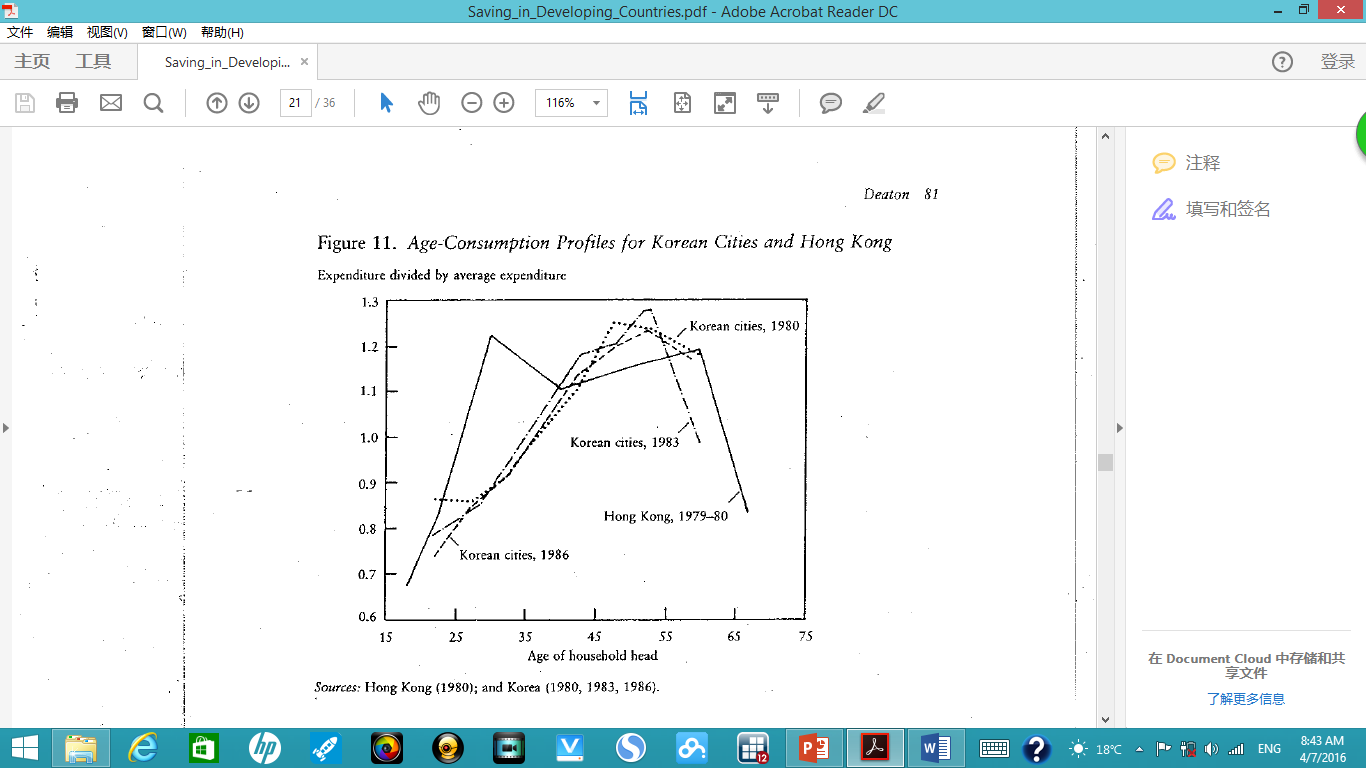 Saving_in_Developing_Countries.pdf - Adobe Acrobat Reader DC
文件 编辑 视图(V) 窗口(W) 帮助(H)
主页 工具 Saving_in_Developi... × ? 登录
21 / 36 116%
注释
填写和签名
Deaton 81
Figure 11. Age-Consumption Profiles for Korean Cities and Hong Kong
Expenditure divided by average expenditure
1.3
1.2
1.1
1.0
0.9
0.8
0.7
0.6
Korean cities, 1980
Korean cities, 1983
Hong Kong, 1979–80
Korean cities, 1986
15 25 35 45 55 65 75
Age of household head
Sources: Hong Kong (1980); and Korea (1980, 1983, 1986).
在 Document Cloud 中存储和共
享文件
了解更多信息
hp V S 12 P W ? 18°C ENG
8:43 AM
4/7/2016